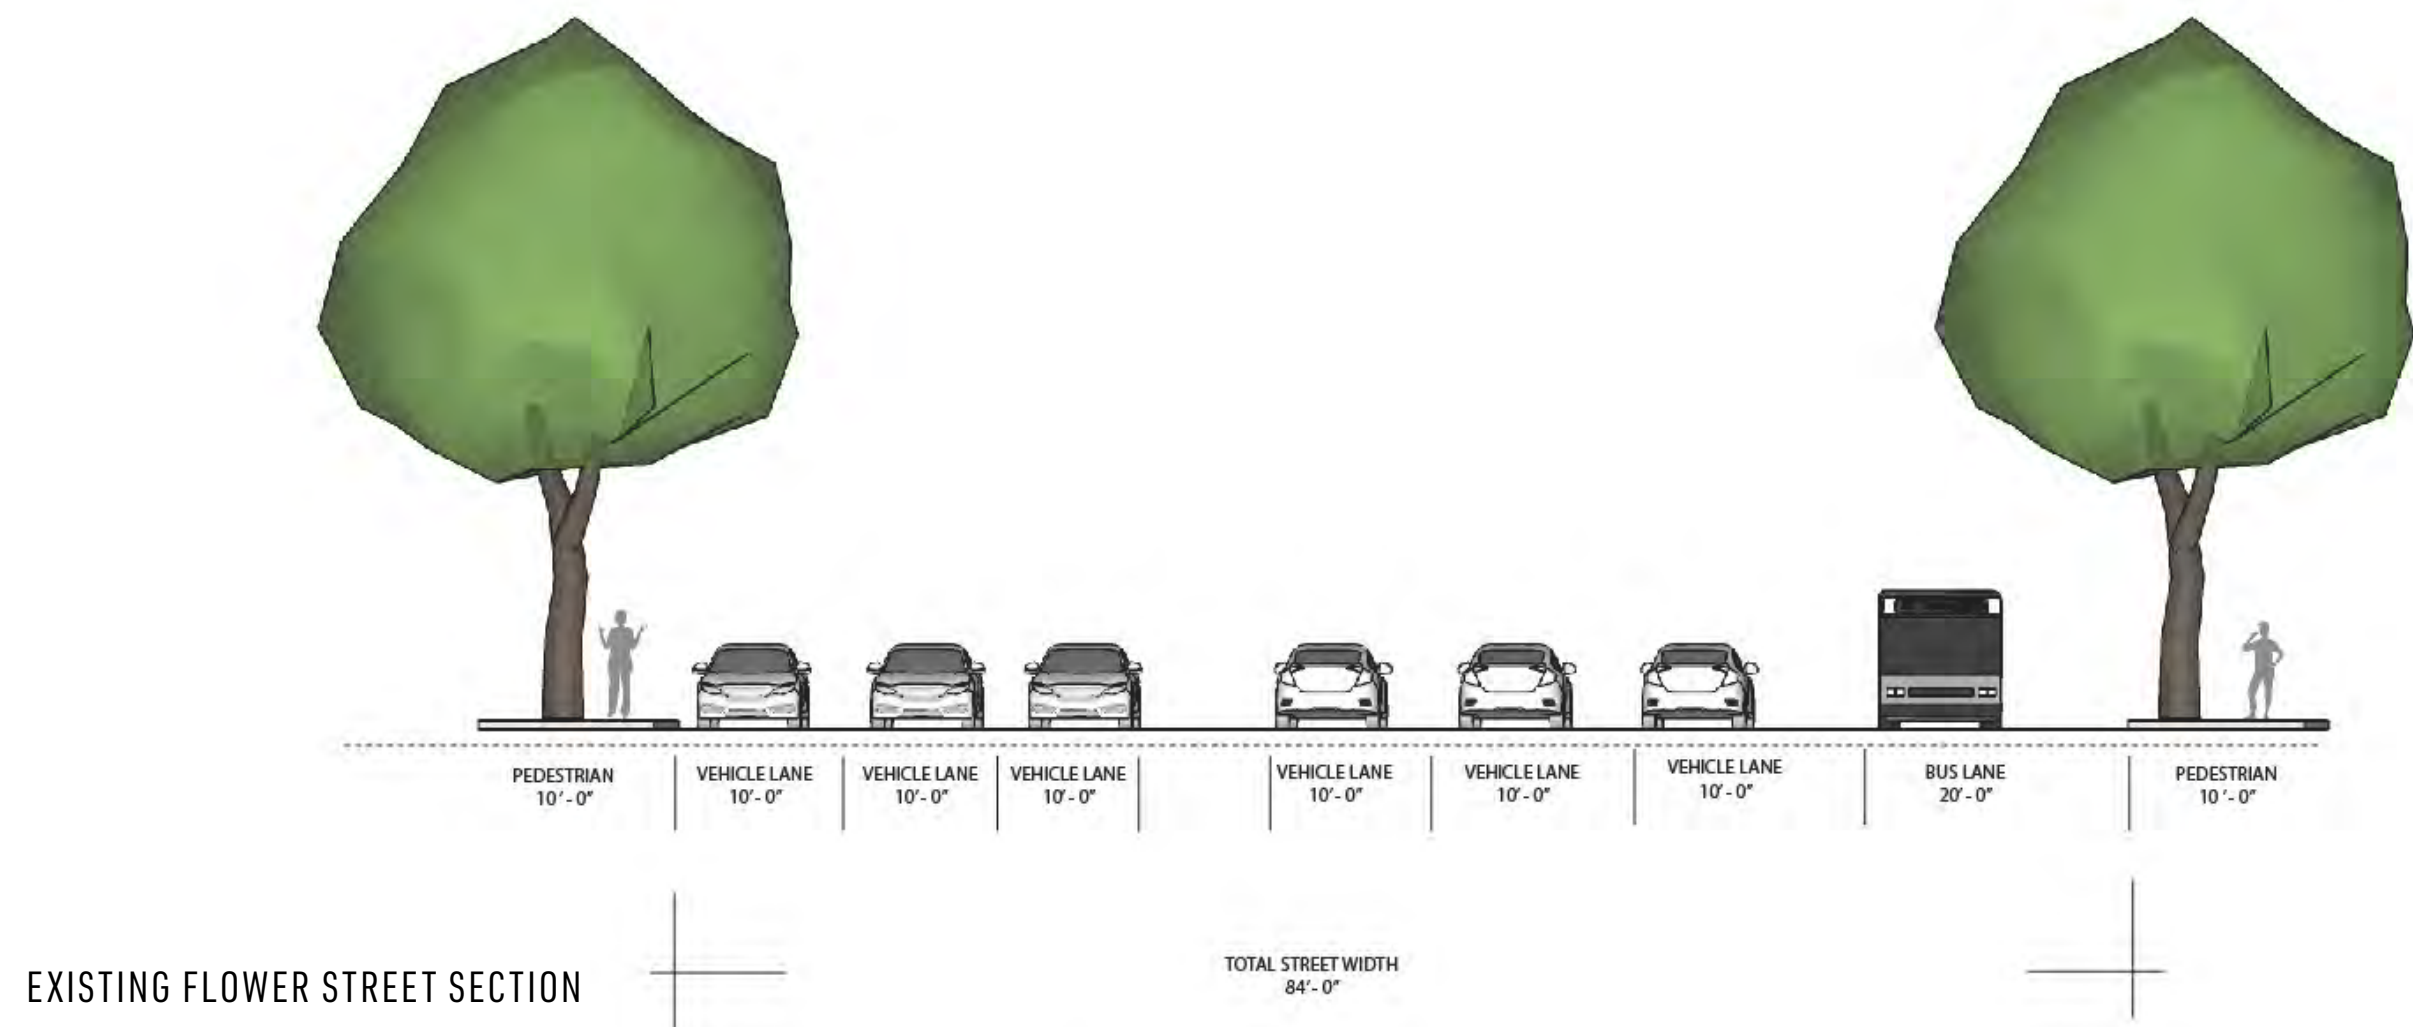 PEDESTRIAN
10'-0"
VEHICLE LANE
10'-0"
VEHICLE LANE
10'-0"
VEHICLE LANE
10'-0"
VEHICLE LANE
10'-0"
VEHICLE LANE
10'-0"
VEHICLE LANE
10'-0"
BUS LANE
20'-0"
PEDESTRIAN
10'-0"
TOTAL STREET WIDTH
84'-0"
EXISTING FLOWER STREET SECTION